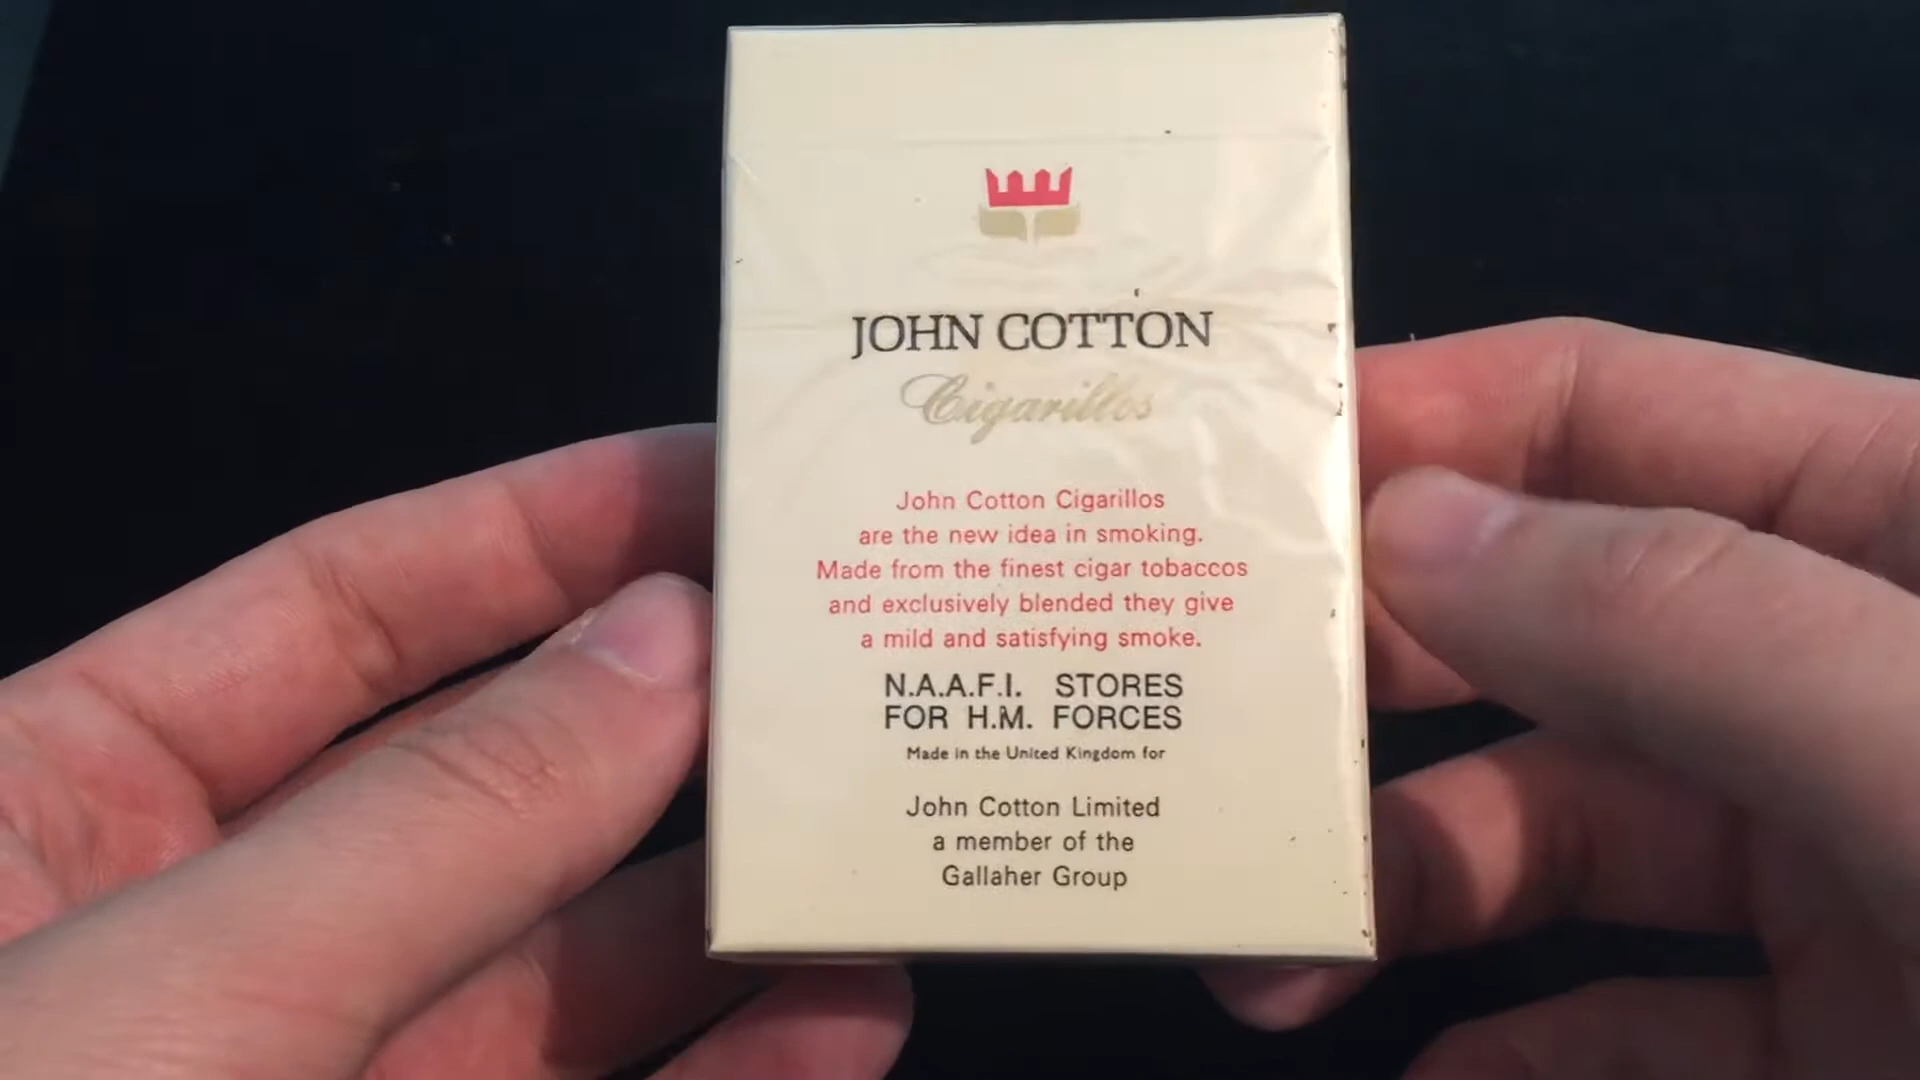 JOHN COTTON
Cigarillos
John Cotton Cigarillos
are the new idea in smoking.
Made from the finest cigar tobaccos
and exclusively blended they give
a mild and satisfying smoke.
N.A.A.F.I. STORES
FOR H.M. FORCES
Made in the United Kingdom for
John Cotton Limited
a member of the
Gallaher Group